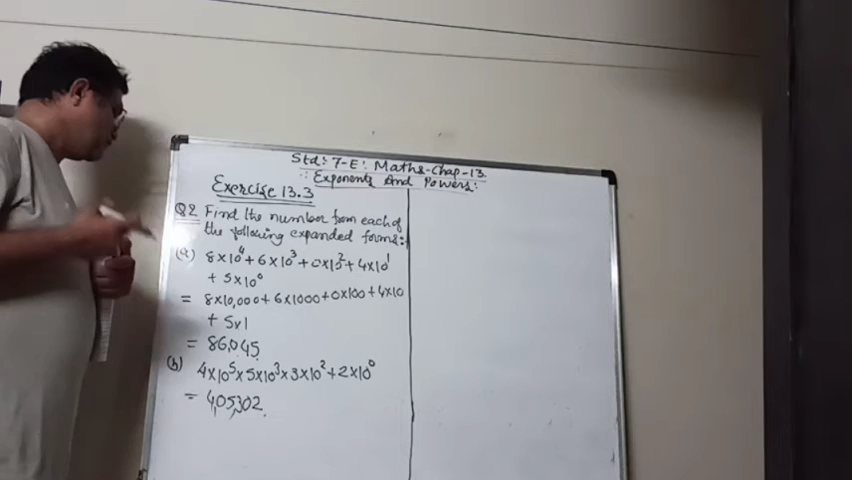 Std: 7-E: Maths-Chap-13
∴ Exponents And Powers:
Exercise 13.3
Q2 Find the number from each of
the following expanded forms:
(a) 8×10⁴+6×10³+0×10²+4×10¹
+ 5×10⁰
= 8×10,000+6×1000+0×100+4×10
+ 5×1
= 86,045
(b) 4×10⁵×5×10³×3×10²+2×10⁰
= 4,05,302.